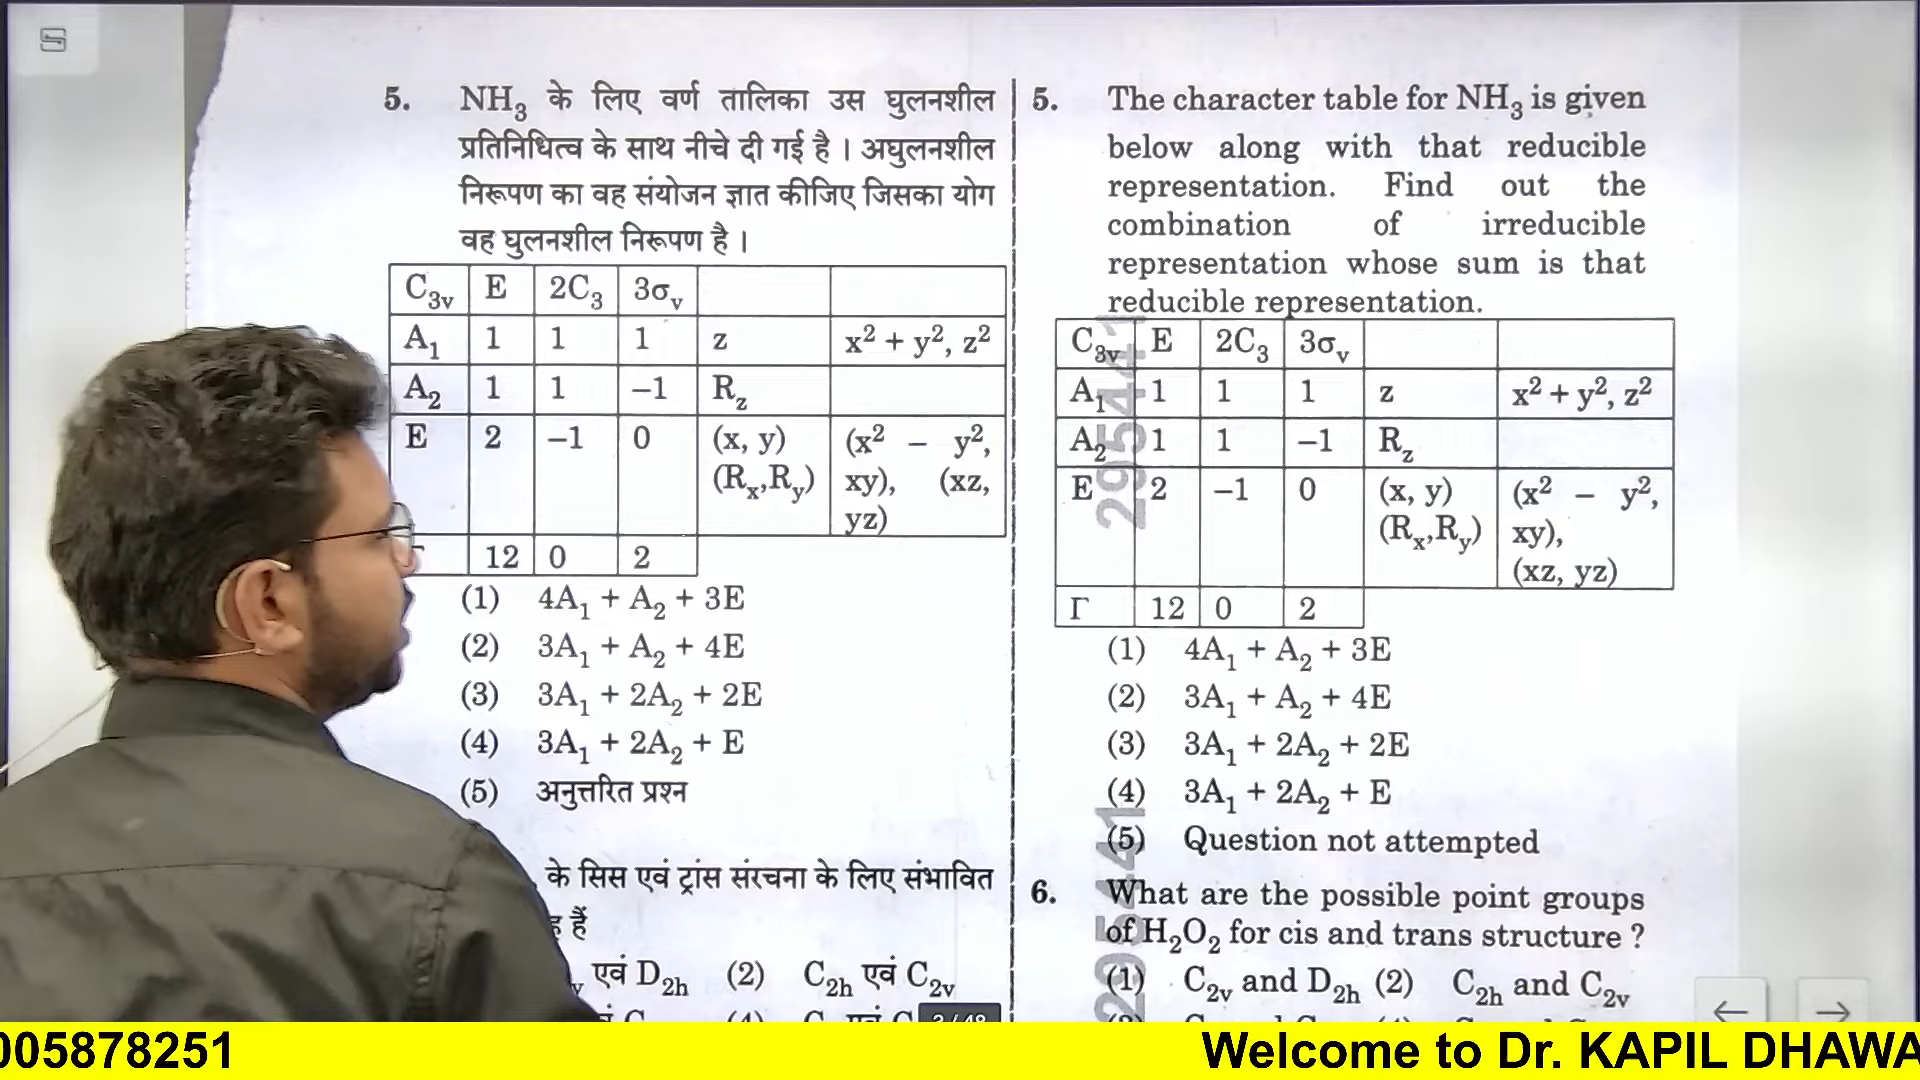 5. NH₃ के लिए वर्ण तालिका उस घुलनशील
प्रतिनिधित्व के साथ नीचे दी गई है । अघुलनशील
निरूपण का वह संयोजन ज्ञात कीजिए जिसका योग
वह घुलनशील निरूपण है ।
C₃ᵥ E 2C₃ 3σᵥ
A₁ 1 1 1 z x² + y², z²
A₂ 1 1 –1 R_z
E 2 –1 0 (x, y) (x² – y²,
(Rₓ,R_y) xy), (xz,
yz)
12 0 2
(1) 4A₁ + A₂ + 3E
(2) 3A₁ + A₂ + 4E
(3) 3A₁ + 2A₂ + 2E
(4) 3A₁ + 2A₂ + E
(5) अनुत्तरित प्रश्न
के सिस एवं ट्रांस संरचना के लिए संभावित
हैं
एवं D₂ₕ (2) C₂ₕ एवं C₂ᵥ
5. The character table for NH₃ is given
below along with that reducible
representation. Find out the
combination of irreducible
representation whose sum is that
reducible representation.
C₃ᵥ E 2C₃ 3σᵥ
A₁ 1 1 1 z x² + y², z²
A₂ 1 1 –1 R_z
E 2 –1 0 (x, y) (x² – y²,
(Rₓ,R_y) xy),
(xz, yz)
Γ 12 0 2
(1) 4A₁ + A₂ + 3E
(2) 3A₁ + A₂ + 4E
(3) 3A₁ + 2A₂ + 2E
(4) 3A₁ + 2A₂ + E
(5) Question not attempted
6. What are the possible point groups
of H₂O₂ for cis and trans structure ?
(1) C₂ᵥ and D₂ₕ (2) C₂ₕ and C₂ᵥ
295441
295441
005878251
Welcome to Dr. KAPIL DHAWA